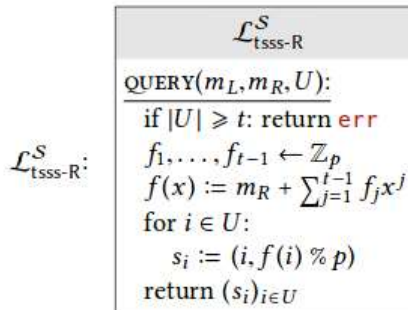 𝓛^𝓢_tsss-R
QUERY(m_L, m_R, U):
if |U| ⩾ t: return err
f_1, . . . , f_{t−1} ← ℤ_p
𝓛^𝓢_tsss-R: f(x) := m_R + ∑_{j=1}^{t−1} f_j x^j
for i ∈ U:
s_i := (i, f(i) % p)
return (s_i)_{i∈U}